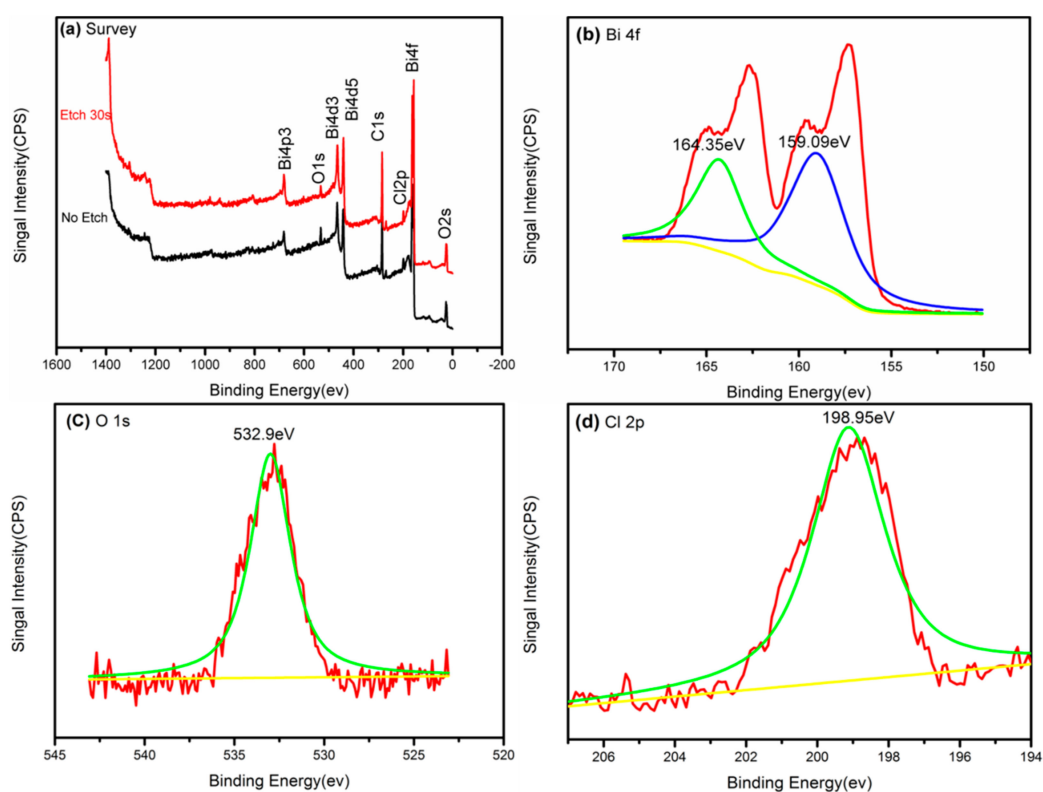 (a) Survey
Etch 30s
No Etch
Bi4p3
O1s
Bi4d3
Bi4d5
C1s
Cl2p
Bi4f
O2s
Singal Intensity(CPS)
1600 1400 1200 1000 800 600 400 200 0 -200
Binding Energy(ev)
(b) Bi 4f
164.35eV
159.09eV
Singal Intensity(CPS)
165 160 155 150
Binding Energy(ev)
(C) O 1s
532.9eV
Singal Intensity(CPS)
545 540 535 530 525 520
Binding Energy(ev)
(d) Cl 2p
198.95eV
Singal Intensity(CPS)
206 204 202 200 198 196 194
Binding Energy(ev)